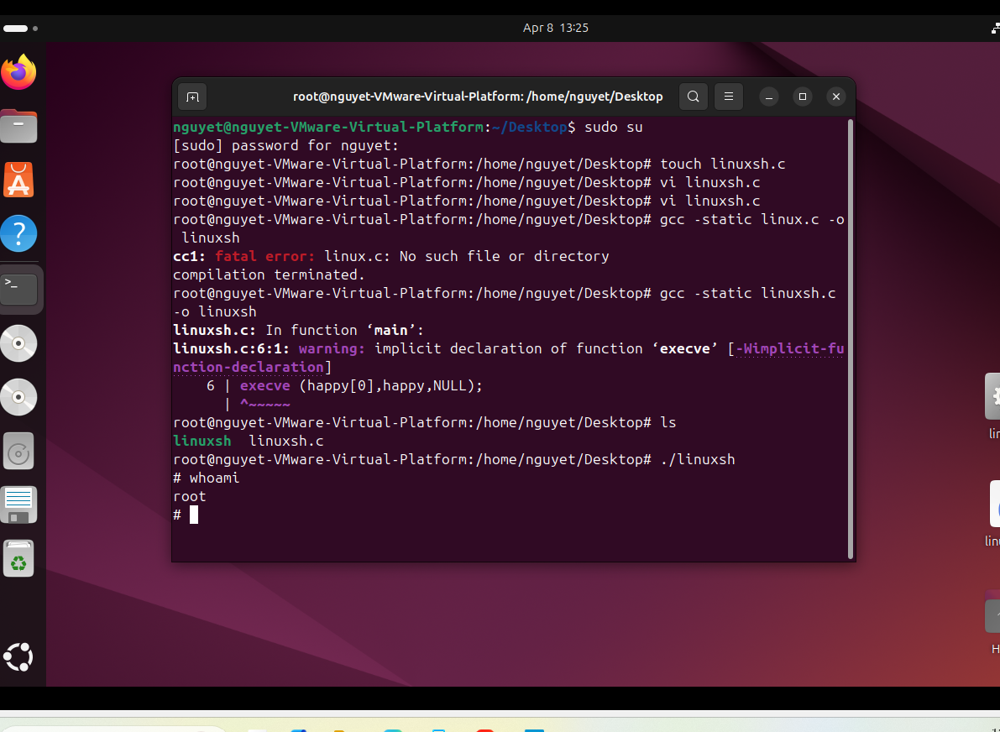 Apr 8 13:25
root@nguyet-VMware-Virtual-Platform: /home/nguyet/Desktop
nguyet@nguyet-VMware-Virtual-Platform:~/Desktop$ sudo su
[sudo] password for nguyet:
root@nguyet-VMware-Virtual-Platform:/home/nguyet/Desktop# touch linuxsh.c
root@nguyet-VMware-Virtual-Platform:/home/nguyet/Desktop# vi linuxsh.c
root@nguyet-VMware-Virtual-Platform:/home/nguyet/Desktop# vi linuxsh.c
root@nguyet-VMware-Virtual-Platform:/home/nguyet/Desktop# gcc -static linux.c -o
 linuxsh
cc1: fatal error: linux.c: No such file or directory
compilation terminated.
root@nguyet-VMware-Virtual-Platform:/home/nguyet/Desktop# gcc -static linuxsh.c
-o linuxsh
linuxsh.c: In function ‘main’:
linuxsh.c:6:1: warning: implicit declaration of function ‘execve’ [-Wimplicit-fu
nction-declaration]
    6 | execve (happy[0],happy,NULL);
      | ^~~~~~
root@nguyet-VMware-Virtual-Platform:/home/nguyet/Desktop# ls
linuxsh  linuxsh.c
root@nguyet-VMware-Virtual-Platform:/home/nguyet/Desktop# ./linuxsh
# whoami
root
#